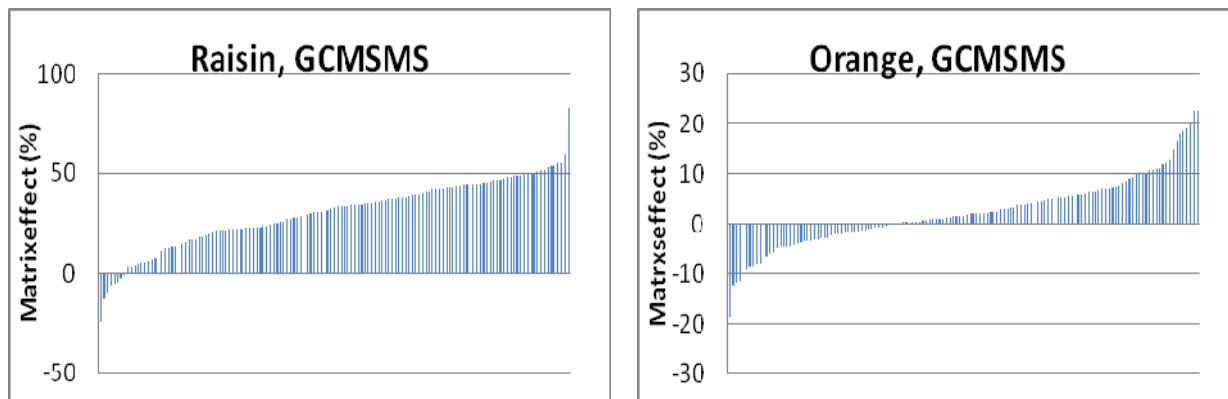 Raisin, GCMSMS
Matrixeffect (%)
100
50
0
-50
Orange, GCMSMS
Matrxseffect (%)
30
20
10
0
-10
-20
-30